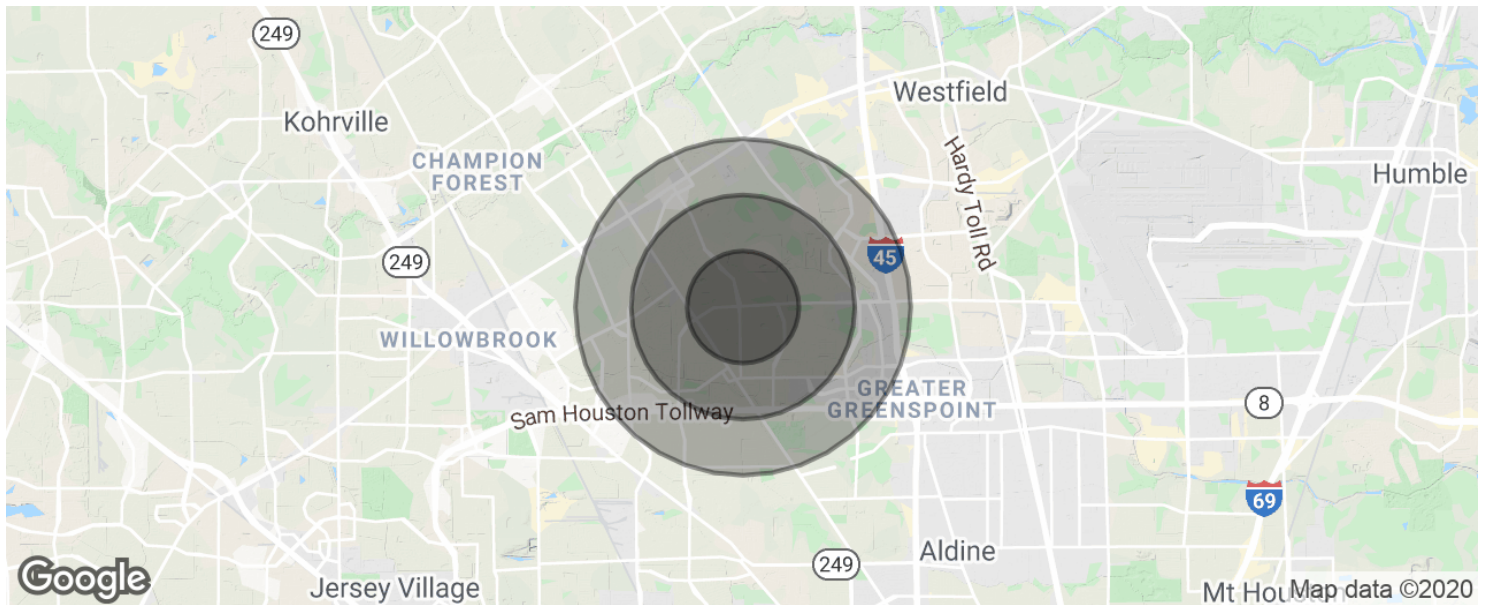 249
Westfield
Kohrville
Hardy Toll Rd
CHAMPION
FOREST
Humble
45
249
WILLOWBROOK
GREATER
GREENSPOINT
8
Sam Houston Tollway
69
Aldine
249
Google
Jersey Village
Mt Houston
Map data ©2020